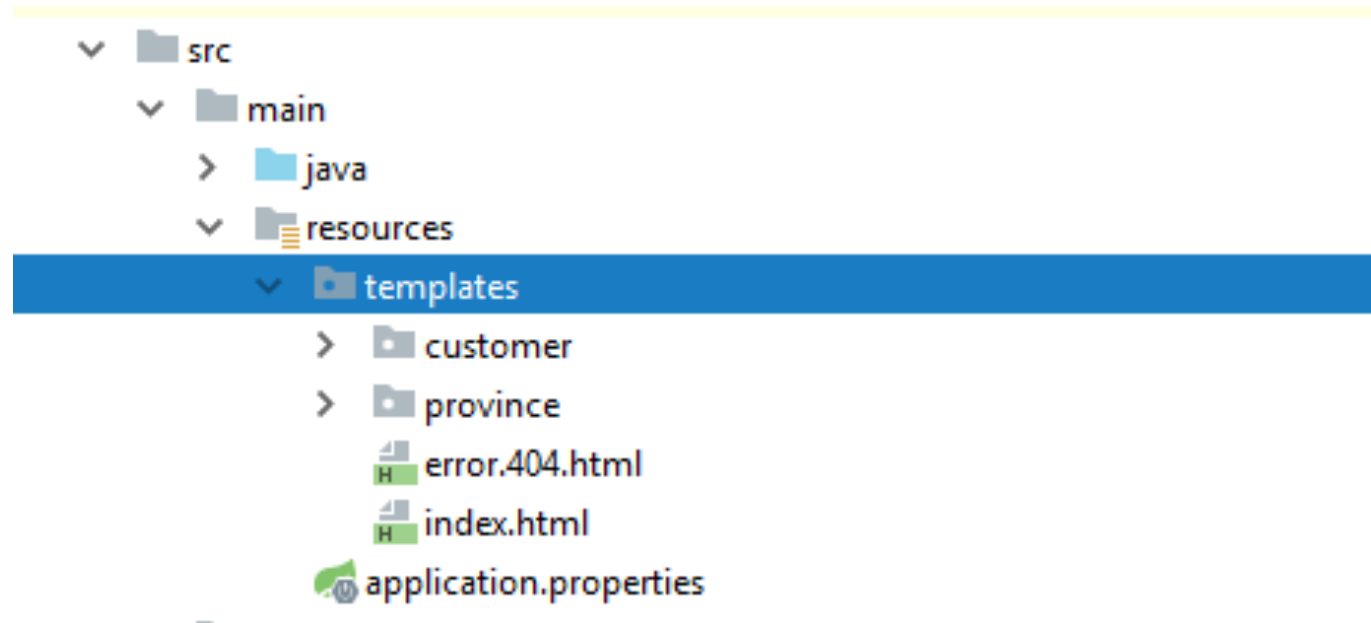 src
main
java
resources
templates
customer
province
H error.404.html
H index.html
application.properties